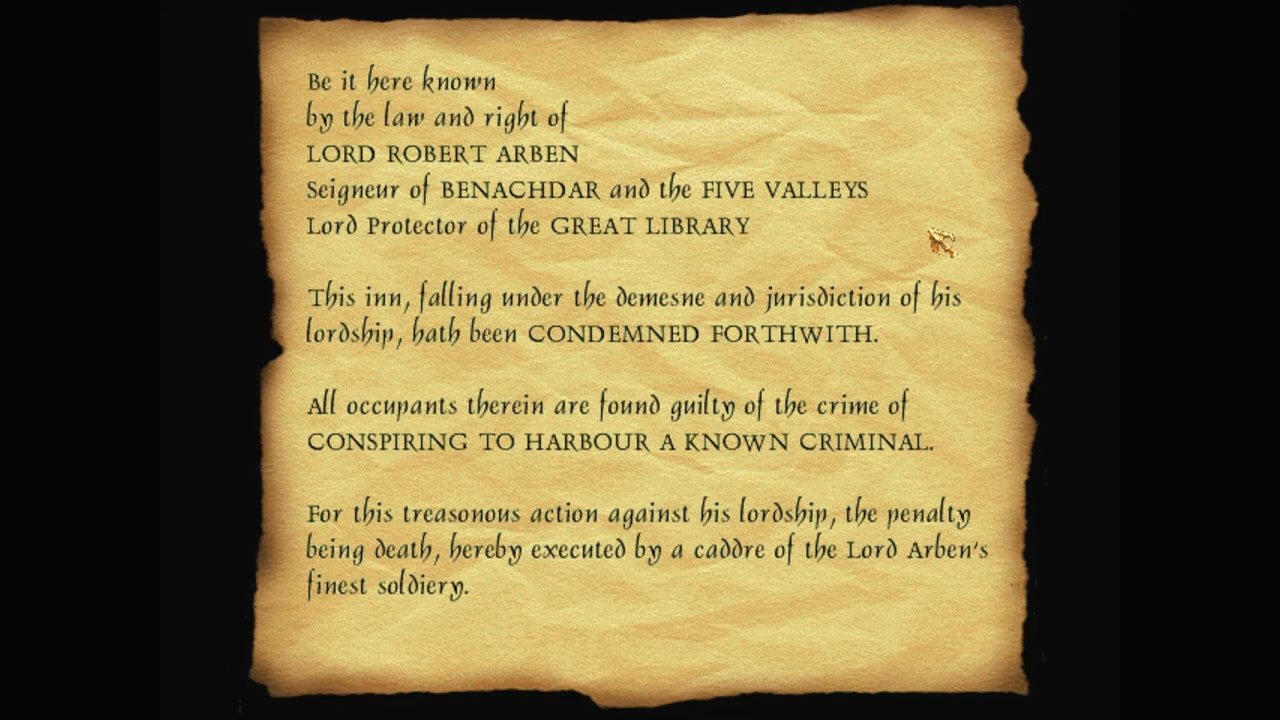 Be it here known
by the law and right of
LORD ROBERT ARBEN
Seigneur of BENACHDAR and the FIVE VALLEYS
Lord Protector of the GREAT LIBRARY
This inn, falling under the demesne and jurisdiction of his
lordship, hath been CONDEMNED FORTHWITH.
All occupants therein are found guilty of the crime of
CONSPIRING TO HARBOUR A KNOWN CRIMINAL.
For this treasonous action against his lordship, the penalty
being death, hereby executed by a caddre of the Lord Arben's
finest soldiery.